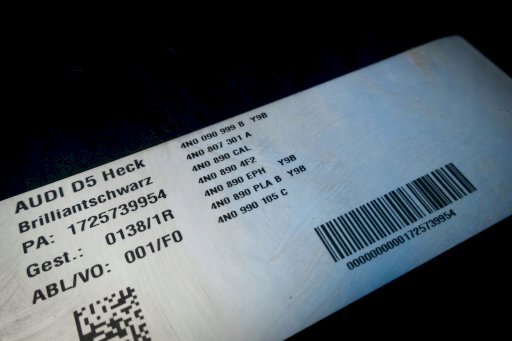 AUDI D5 Heck
Brilliantschwarz
PA: 1725739954
Gest.: 0138/1R
ABL/VO: 001/F0
4N0 090 999 B Y9B
4N0 807 301 A
4N0 890 CAL
4N0 890 4F2
4N0 890 EPH Y9B
4N0 890 PLA B Y9B
4N0 990 105 C
00000000001725739954